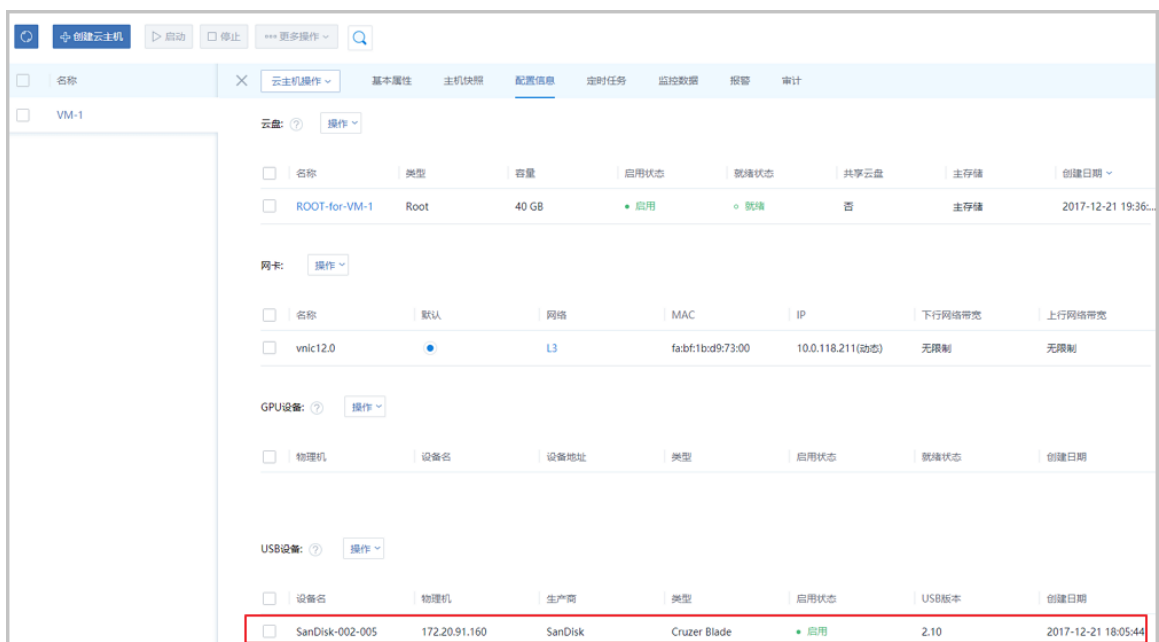 创建云主机 启动 停止 更多操作
名称 云主机操作 基本属性 主机快照 配置信息 定时任务 监控数据 报警 审计
VM-1
云盘: ? 操作
名称 类型 容量 启用状态 就绪状态 共享云盘 主存储 创建日期
ROOT-for-VM-1 Root 40 GB 启用 就绪 否 主存储 2017-12-21 19:36:...
网卡: 操作
名称 默认 网络 MAC IP 下行网络带宽 上行网络带宽
vnic12.0 L3 fa:bf:1b:d9:73:00 10.0.118.211(动态) 无限制 无限制
GPU设备: ? 操作
物理机 设备名 设备地址 类型 启用状态 就绪状态 创建日期
USB设备: ? 操作
设备名 物理机 生产商 类型 启用状态 USB版本 创建日期
SanDisk-002-005 172.20.91.160 SanDisk Cruzer Blade 启用 2.10 2017-12-21 18:05:44